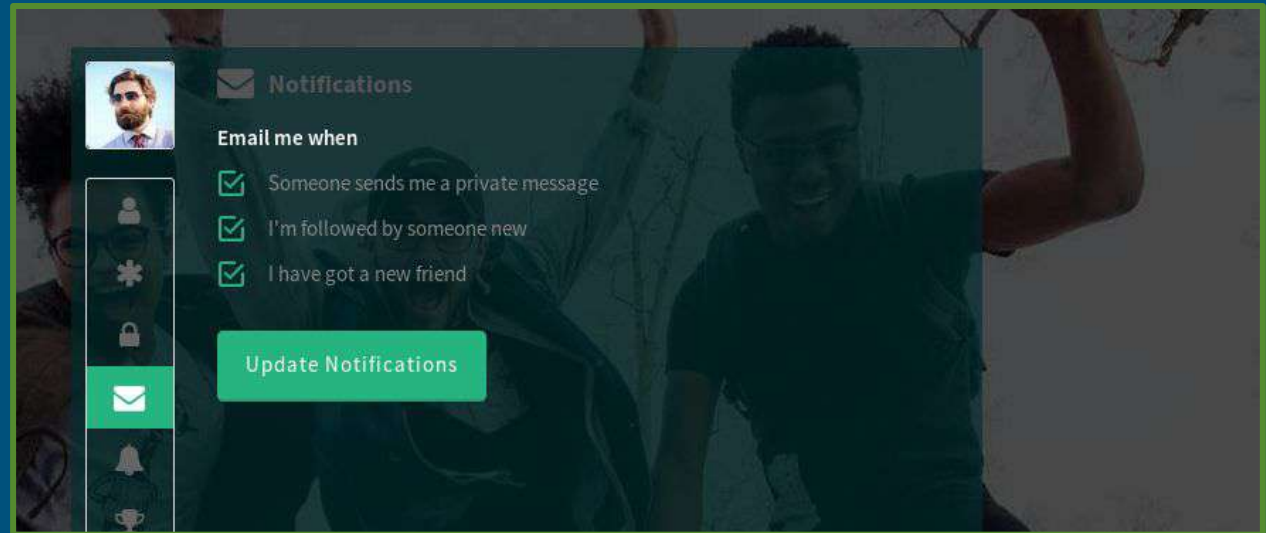 Notifications
Email me when
Someone sends me a private message
I'm followed by someone new
I have got a new friend
Update Notifications